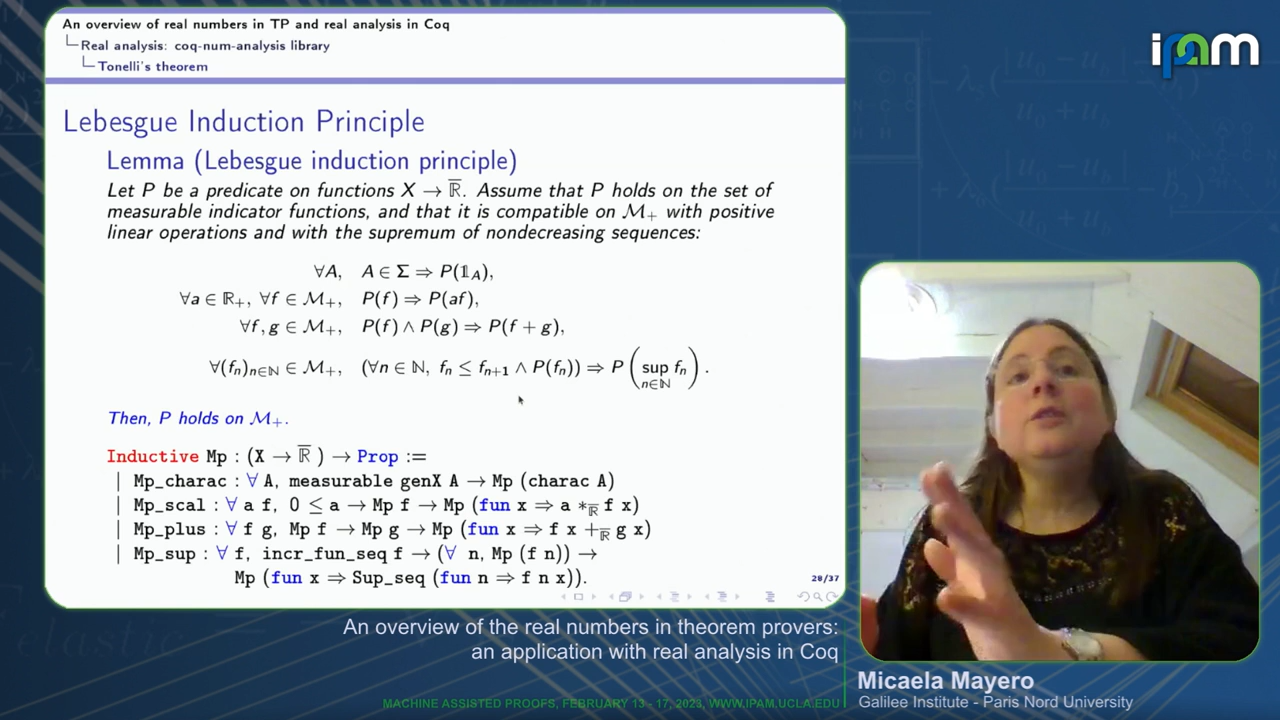 An overview of real numbers in TP and real analysis in Coq
Real analysis: coq-num-analysis library
Tonelli's theorem
ipam
Lebesgue Induction Principle
Lemma (Lebesgue induction principle)
Let P be a predicate on functions X → ℝ̅. Assume that P holds on the set of
measurable indicator functions, and that it is compatible on ℳ₊ with positive
linear operations and with the supremum of nondecreasing sequences:
∀A, A ∈ Σ ⇒ P(𝟙_A),
∀a ∈ ℝ₊, ∀f ∈ ℳ₊, P(f) ⇒ P(af),
∀f, g ∈ ℳ₊, P(f) ∧ P(g) ⇒ P(f + g),
∀(fₙ)ₙ∈ℕ ∈ ℳ₊, (∀n ∈ ℕ, fₙ ≤ fₙ₊₁ ∧ P(fₙ)) ⇒ P (sup n∈ℕ fₙ).
Then, P holds on ℳ₊.
Inductive Mp : (X → ℝ̅ ) → Prop :=
| Mp_charac : ∀ A, measurable genX A → Mp (charac A)
| Mp_scal : ∀ a f, 0 ≤ a → Mp f → Mp (fun x ⇒ a *ℝ̅ f x)
| Mp_plus : ∀ f g, Mp f → Mp g → Mp (fun x ⇒ f x +ℝ̅ g x)
| Mp_sup : ∀ f, incr_fun_seq f → (∀ n, Mp (f n)) →
Mp (fun x ⇒ Sup_seq (fun n ⇒ f n x)).
28/37
An overview of the real numbers in theorem provers:
an application with real analysis in Coq
Micaela Mayero
Galilee Institute - Paris Nord University
MACHINE ASSISTED PROOFS, FEBRUARY 13 - 17, 2023, WWW.IPAM.UCLA.EDU
elastic